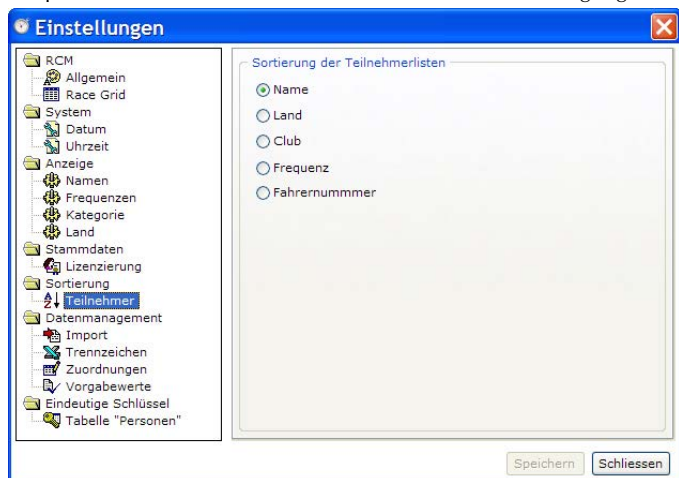 Einstellungen
RCM
Allgemein
Race Grid
System
Datum
Uhrzeit
Anzeige
Namen
Frequenzen
Kategorie
Land
Stammdaten
Lizenzierung
Sortierung
Teilnehmer
Datenmanagement
Import
Trennzeichen
Zuordnungen
Vorgabewerte
Eindeutige Schlüssel
Tabelle "Personen"
Sortierung der Teilnehmerlisten
Name
Land
Club
Frequenz
Fahrernummmer
Speichern
Schliessen